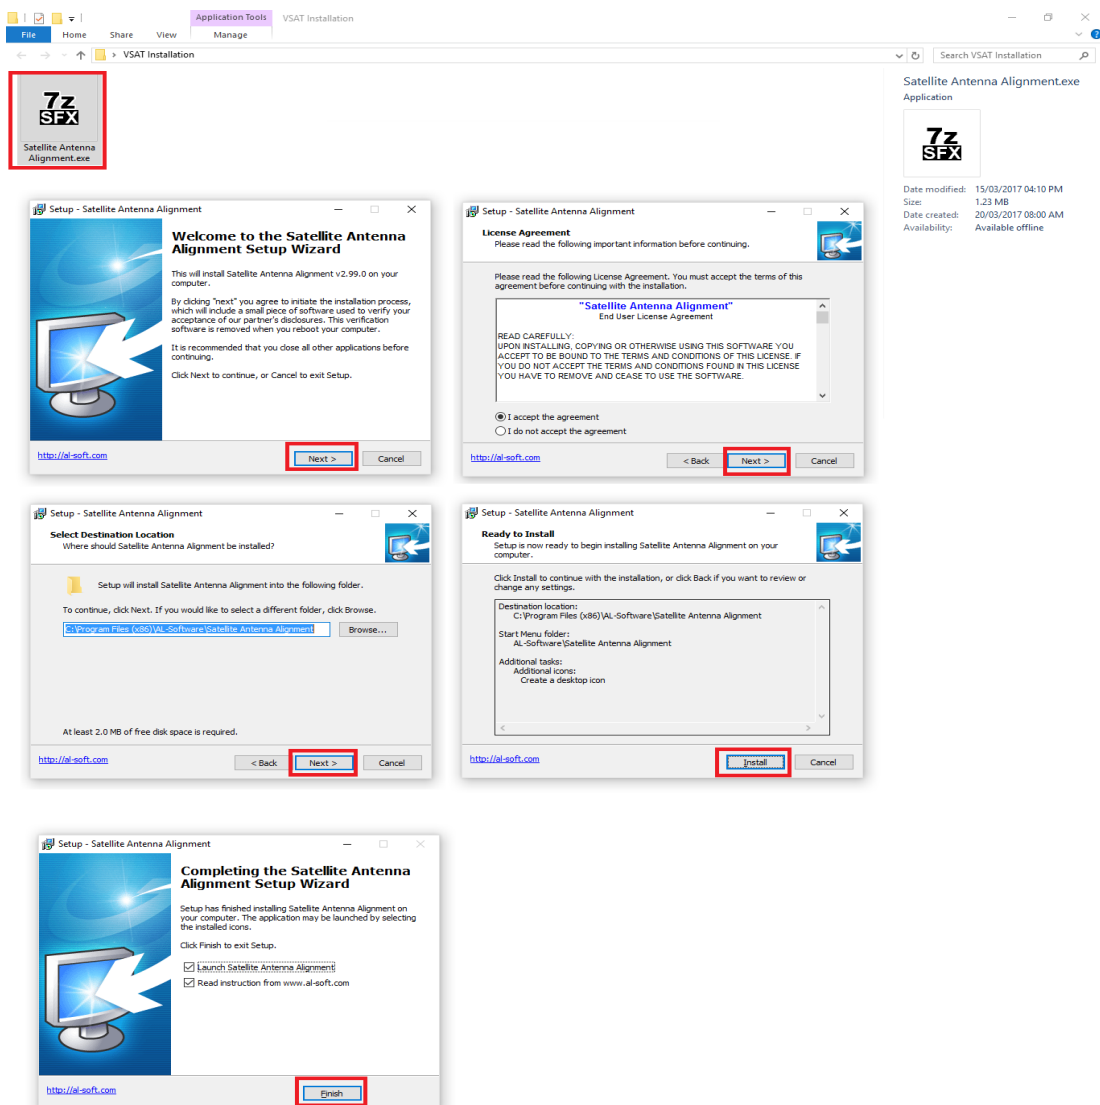 Application Tools
VSAT Installation
File
Home
Share
View
Manage
VSAT Installation
Search VSAT Installation
7z
SFX
Satellite Antenna
Alignment.exe
Satellite Antenna Alignment.exe
Application
7z
SFX
Date modified: 15/03/2017 04:10 PM
Size: 1.23 MB
Date created: 20/03/2017 08:00 AM
Availability: Available offline
Setup - Satellite Antenna Alignment
Welcome to the Satellite Antenna
Alignment Setup Wizard
This will install Satellite Antenna Alignment v2.99.0 on your
computer.
By clicking "next" you agree to initiate the installation process,
which will include a small piece of software used to verify your
acceptance of our partner's disclosures. This verification
software is removed when you reboot your computer.
It is recommended that you close all other applications before
continuing.
Click Next to continue, or Cancel to exit Setup.
http://al-soft.com
Next >
Cancel
Setup - Satellite Antenna Alignment
License Agreement
Please read the following important information before continuing.
Please read the following License Agreement. You must accept the terms of this
agreement before continuing with the installation.
"Satellite Antenna Alignment"
End User License Agreement
READ CAREFULLY:
UPON INSTALLING, COPYING OR OTHERWISE USING THIS SOFTWARE YOU
ACCEPT TO BE BOUND TO THE TERMS AND CONDITIONS OF THIS LICENSE. IF
YOU DO NOT ACCEPT THE TERMS AND CONDITIONS FOUND IN THIS LICENSE
YOU HAVE TO REMOVE AND CEASE TO USE THE SOFTWARE.
I accept the agreement
I do not accept the agreement
http://al-soft.com
< Back
Next >
Cancel
Setup - Satellite Antenna Alignment
Select Destination Location
Where should Satellite Antenna Alignment be installed?
Setup will install Satellite Antenna Alignment into the following folder.
To continue, click Next. If you would like to select a different folder, click Browse.
C:\Program Files (x86)\AL-Software\Satellite Antenna Alignment
Browse...
At least 2.0 MB of free disk space is required.
http://al-soft.com
< Back
Next >
Cancel
Setup - Satellite Antenna Alignment
Ready to Install
Setup is now ready to begin installing Satellite Antenna Alignment on your
computer.
Click Install to continue with the installation, or click Back if you want to review or
change any settings.
Destination location:
C:\Program Files (x86)\AL-Software\Satellite Antenna Alignment
Start Menu folder:
AL-Software\Satellite Antenna Alignment
Additional tasks:
Additional icons:
Create a desktop icon
http://al-soft.com
Install
Cancel
Setup - Satellite Antenna Alignment
Completing the Satellite Antenna
Alignment Setup Wizard
Setup has finished installing Satellite Antenna Alignment on
your computer. The application may be launched by selecting
the installed icons.
Click Finish to exit Setup.
Launch Satellite Antenna Alignment
Read instruction from www.al-soft.com
http://al-soft.com
Finish